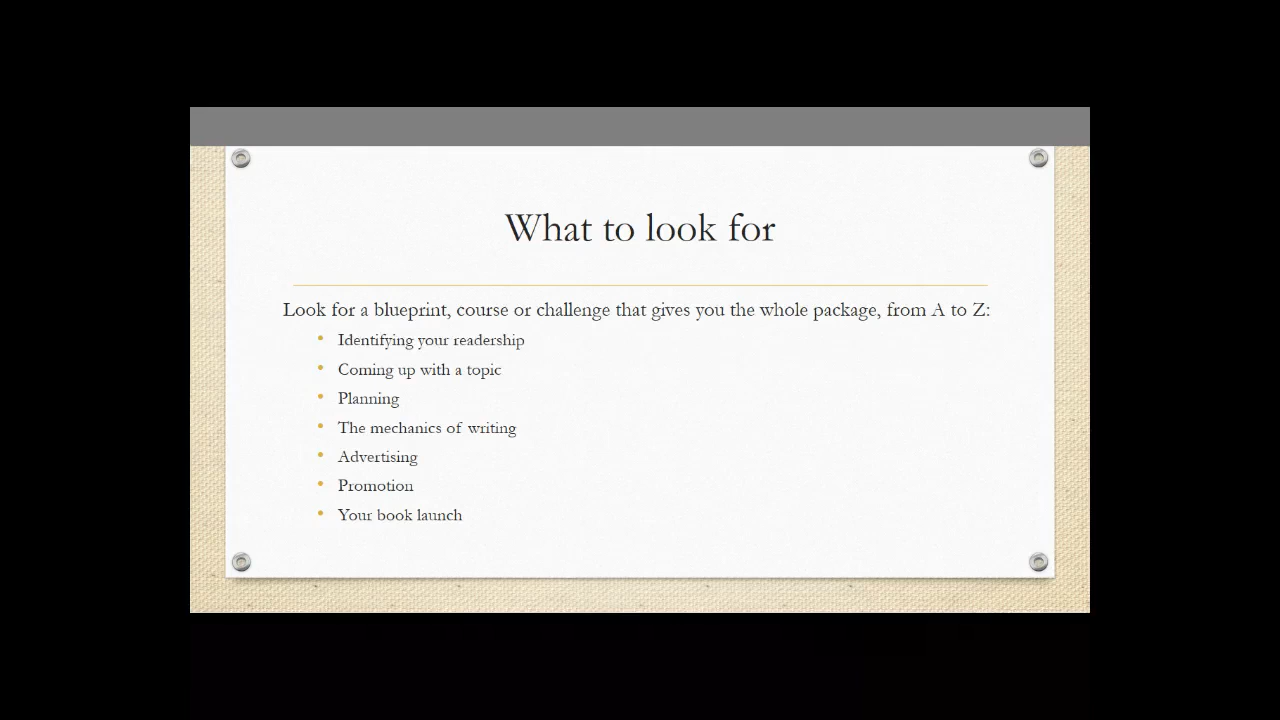 What to look for
Look for a blueprint, course or challenge that gives you the whole package, from A to Z:
Identifying your readership
Coming up with a topic
Planning
The mechanics of writing
Advertising
Promotion
Your book launch